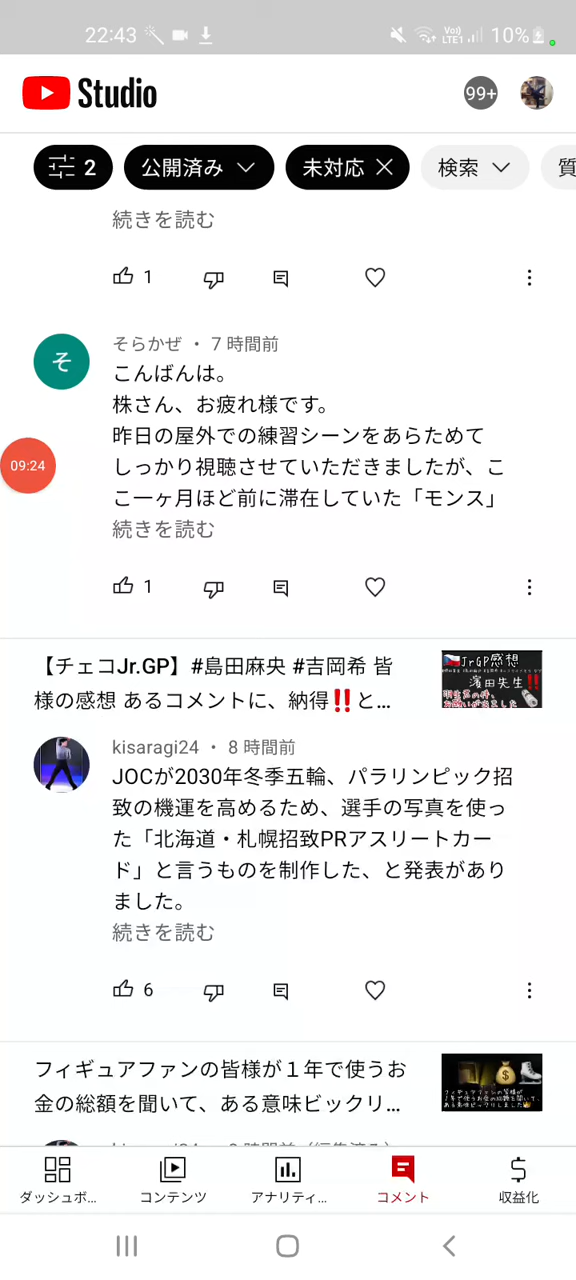 22:43
Vo)) LTE1 10%
Studio
99+
2 公開済み 未対応 検索 質
続きを読む
1
そらかぜ ・ 7 時間前
そ
こんばんは。
株さん、お疲れ様です。
昨日の屋外での練習シーンをあらためて
しっかり視聴させていただきましたが、こ
こ一ヶ月ほど前に滞在していた「モンス」
09:24
続きを読む
1
【チェコJr.GP】#島田麻央 #吉岡希 皆
様の感想 あるコメントに、納得‼️と...
JrGP感想
濱田先生‼️
kisaragi24 ・ 8 時間前
JOCが2030年冬季五輪、パラリンピック招
致の機運を高めるため、選手の写真を使っ
た「北海道・札幌招致PRアスリートカー
ド」と言うものを制作した、と発表があり
ました。
続きを読む
6
フィギュアファンの皆様が１年で使うお
金の総額を聞いて、ある意味ビックリ...
ダッシュボ... コンテンツ アナリティ... コメント 収益化